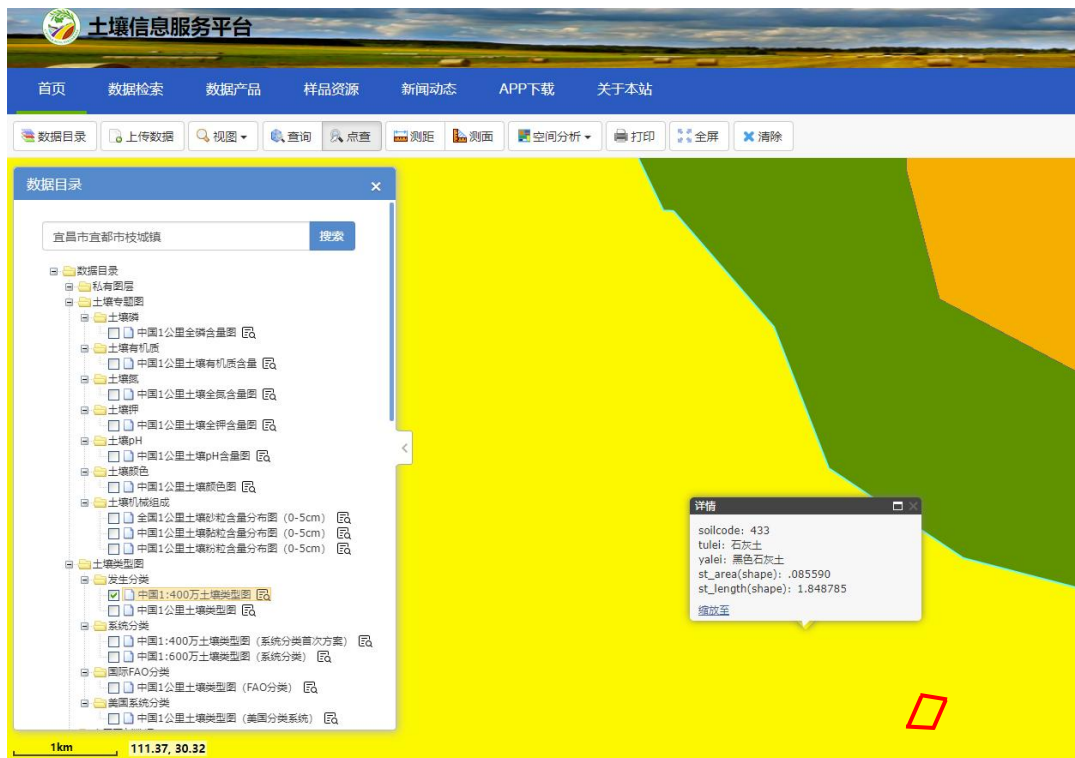 土壤信息服务平台
首页 数据检索 数据产品 样品资源 新闻动态 APP下载 关于本站
数据目录 上传数据 视图 查询 点查 测距 测面 空间分析 打印 全屏 清除
数据目录
宜昌市宜都市枝城镇 搜索
数据目录
私有图层
土壤专题图
土壤磷
中国1公里全磷含量图
土壤有机质
中国1公里土壤有机质含量
土壤氮
中国1公里土壤全氮含量图
土壤钾
中国1公里土壤全钾含量图
土壤pH
中国1公里土壤pH含量图
土壤颜色
中国1公里土壤颜色图
土壤机械组成
全国1公里土壤砂粒含量分布图（0-5cm）
中国1公里土壤黏粒含量分布图（0-5cm）
中国1公里土壤粉粒含量分布图（0-5cm）
土壤类型图
发生分类
中国1:400万土壤类型图
中国1公里土壤类型图
系统分类
中国1:400万土壤类型图（系统分类首次方案）
中国1:600万土壤类型图（系统分类）
国际FAO分类
中国1公里土壤类型图（FAO分类）
美国系统分类
中国1公里土壤类型图（美国分类系统）
详情
soilcode: 433
tulei: 石灰土
yalei: 黑色石灰土
st_area(shape): .085590
st_length(shape): 1.848785
缩放至
1km 111.37, 30.32